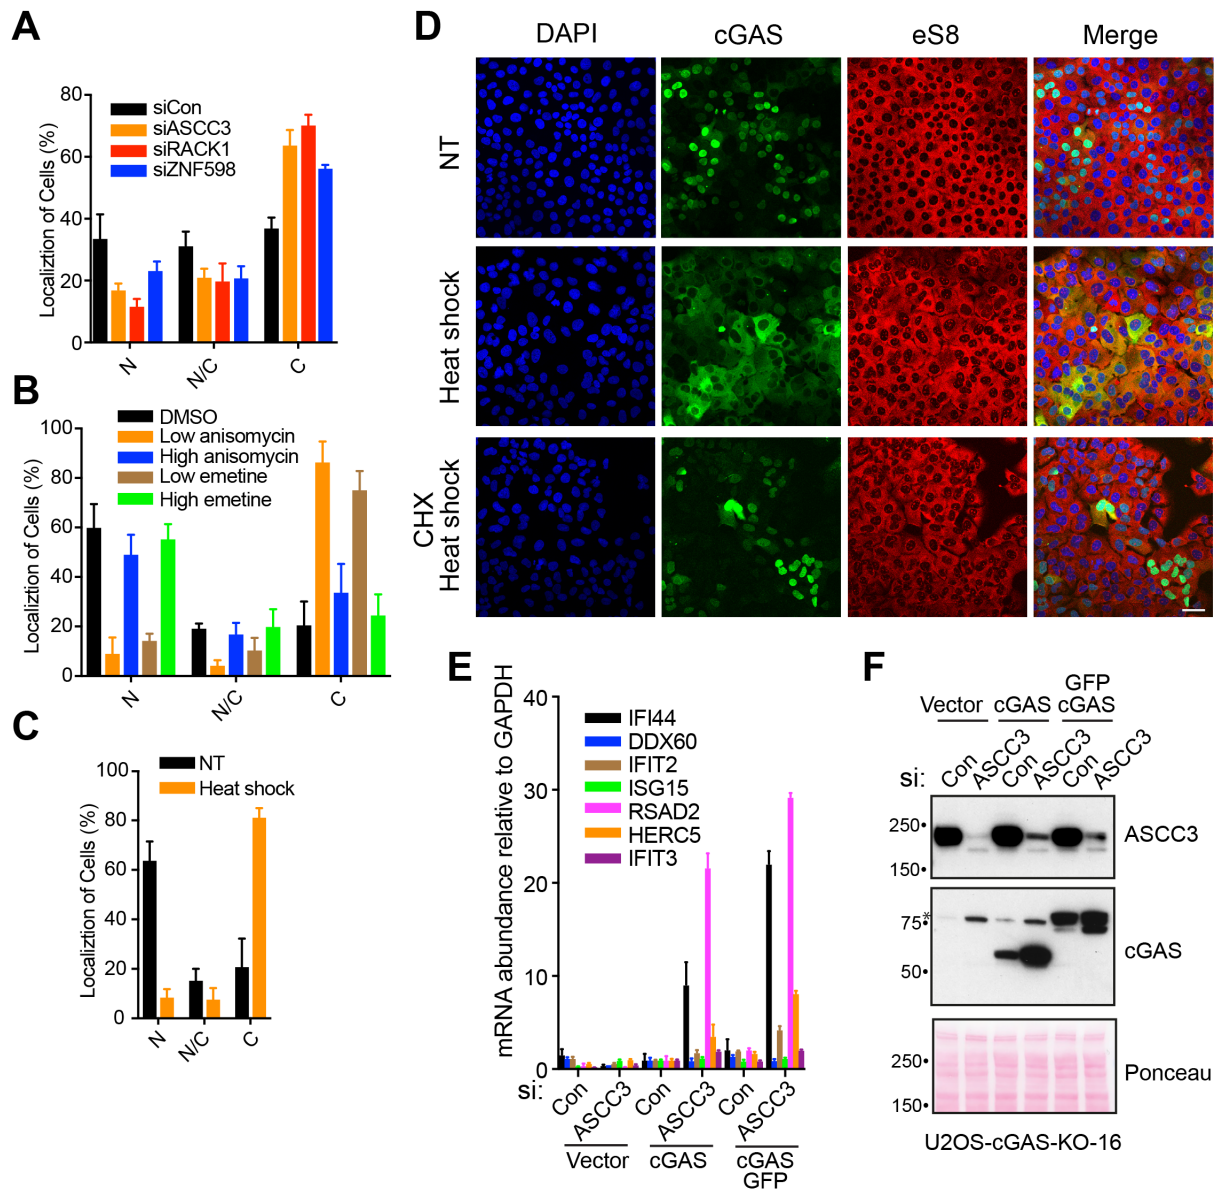 A
Localiztion of Cells (%)
80
60
40
20
0
siCon
siASCC3
siRACK1
siZNF598
N
N/C
C
B
Localiztion of Cells (%)
100
80
60
40
20
0
DMSO
Low anisomycin
High anisomycin
Low emetine
High emetine
N
N/C
C
C
Localiztion of Cells (%)
100
80
60
40
20
0
NT
Heat shock
N
N/C
C
D
DAPI
cGAS
eS8
Merge
NT
Heat shock
CHX
Heat shock
E
mRNA abundance relative to GAPDH
40
30
20
10
0
IFI44
DDX60
IFIT2
ISG15
RSAD2
HERC5
IFIT3
si:
Con
ASCC3
Con
ASCC3
Con
ASCC3
Vector
cGAS
cGAS
GFP
F
GFP
Vector cGAS cGAS
si:
Con
ASCC3
Con
ASCC3
Con
ASCC3
250•
150•
ASCC3
*
75•
50•
cGAS
250•
150•
Ponceau
U2OS-cGAS-KO-16